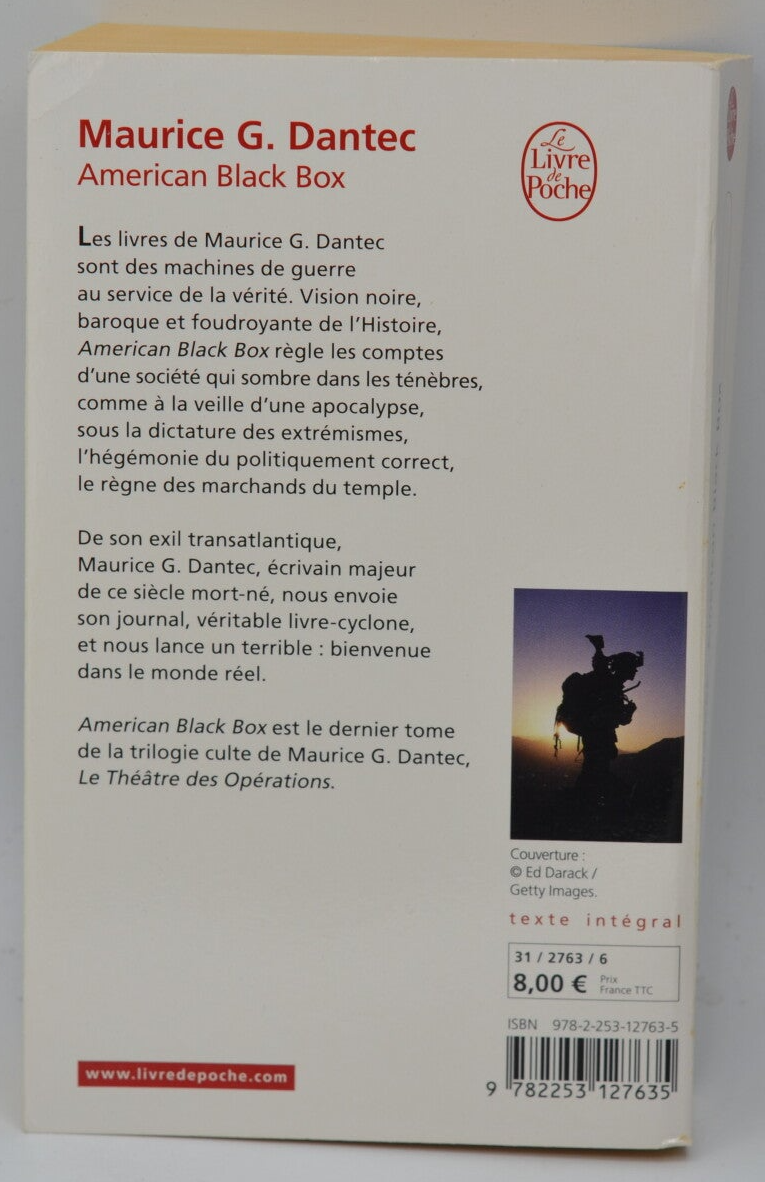 Maurice G. Dantec
American Black Box
Le
Livre
de
Poche
Les livres de Maurice G. Dantec
sont des machines de guerre
au service de la vérité. Vision noire,
baroque et foudroyante de l'Histoire,
American Black Box règle les comptes
d'une société qui sombre dans les ténèbres,
comme à la veille d'une apocalypse,
sous la dictature des extrémismes,
l'hégémonie du politiquement correct,
le règne des marchands du temple.
De son exil transatlantique,
Maurice G. Dantec, écrivain majeur
de ce siècle mort-né, nous envoie
son journal, véritable livre-cyclone,
et nous lance un terrible : bienvenue
dans le monde réel.
American Black Box est le dernier tome
de la trilogie culte de Maurice G. Dantec,
Le Théâtre des Opérations.
Couverture :
© Ed Darack /
Getty Images.
texte intégral
31 / 2763 / 6
8,00 € Prix
France TTC
ISBN 978-2-253-12763-5
9 782253 127635
www.livredepoche.com